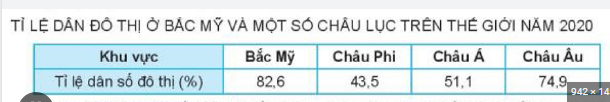 TỈ LỆ DÂN ĐÔ THỊ Ở BẮC MỸ VÀ MỘT SỐ CHÂU LỤC TRÊN THẾ GIỚI NĂM 2020
Khu vực Bắc Mỹ Châu Phi Châu Á Châu Âu
Tỉ lệ dân số đô thị (%) 82,6 43,5 51,1 74,9
942 × 14